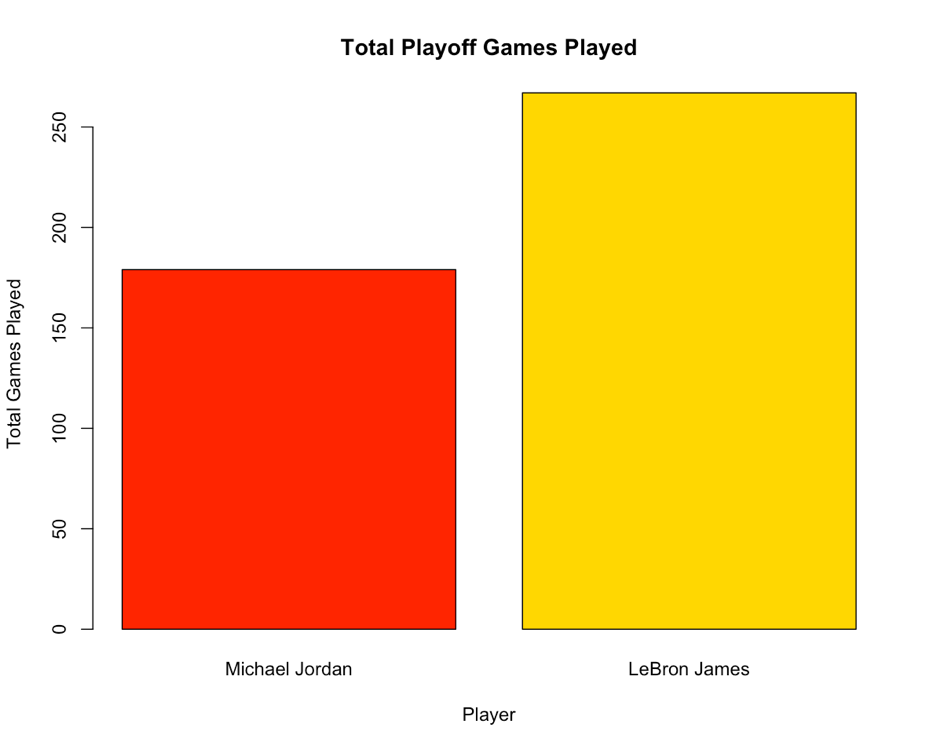 Total Playoff Games Played
Total Games Played
250
200
150
100
50
0
Michael Jordan
LeBron James
Player